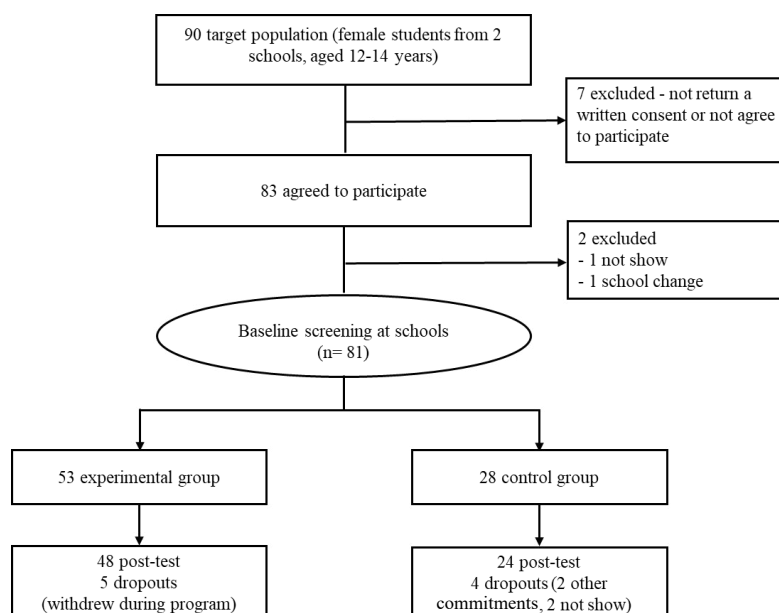 90 target population (female students from 2
schools, aged 12-14 years)
7 excluded - not return a
written consent or not agree
to participate
83 agreed to participate
2 excluded
- 1 not show
- 1 school change
Baseline screening at schools
(n= 81)
53 experimental group
28 control group
48 post-test
5 dropouts
(withdrew during program)
24 post-test
4 dropouts (2 other
commitments, 2 not show)